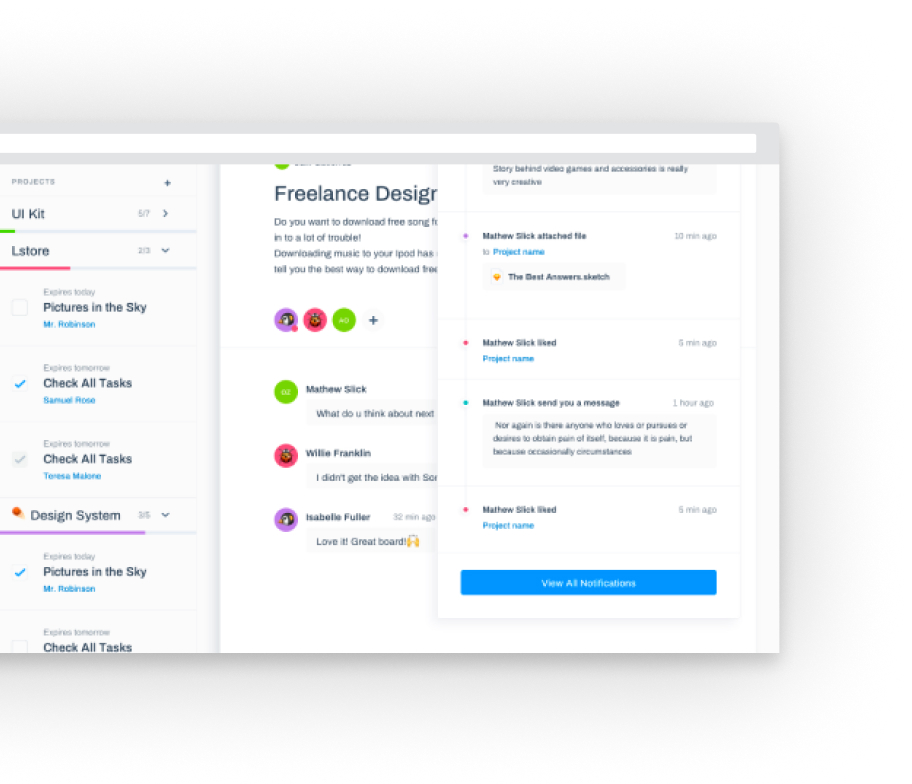 PROJECTS +
UI Kit 5/7
Lstore 2/3
Expires today
Pictures in the Sky
Mr. Robinson
Expires tomorrow
Check All Tasks
Samuel Rose
Expires tomorrow
Check All Tasks
Teresa Malone
Design System 3/5
Expires today
Pictures in the Sky
Mr. Robinson
Expires tomorrow
Check All Tasks
Freelance Design
Do you want to download free song
in to a lot of trouble!
Downloading music to your Ipod has
tell you the best way to download free
AO +
OZ
Mathew Slick
What do u think about next
Willie Franklin
I didn't get the idea with
Isabelle Fuller 32 min ago
Love it! Great board!🙌
Story behind video games and accessories is really
very creative
Mathew Slick attached file 10 min ago
to Project name
The Best Answers.sketch
Mathew Slick liked 5 min ago
Project name
Mathew Slick send you a message 1 hour ago
Nor again is there anyone who loves or pursues or
desires to obtain pain of itself, because it is pain, but
because occasionally circumstances
Mathew Slick liked 5 min ago
Project name
View All Notifications